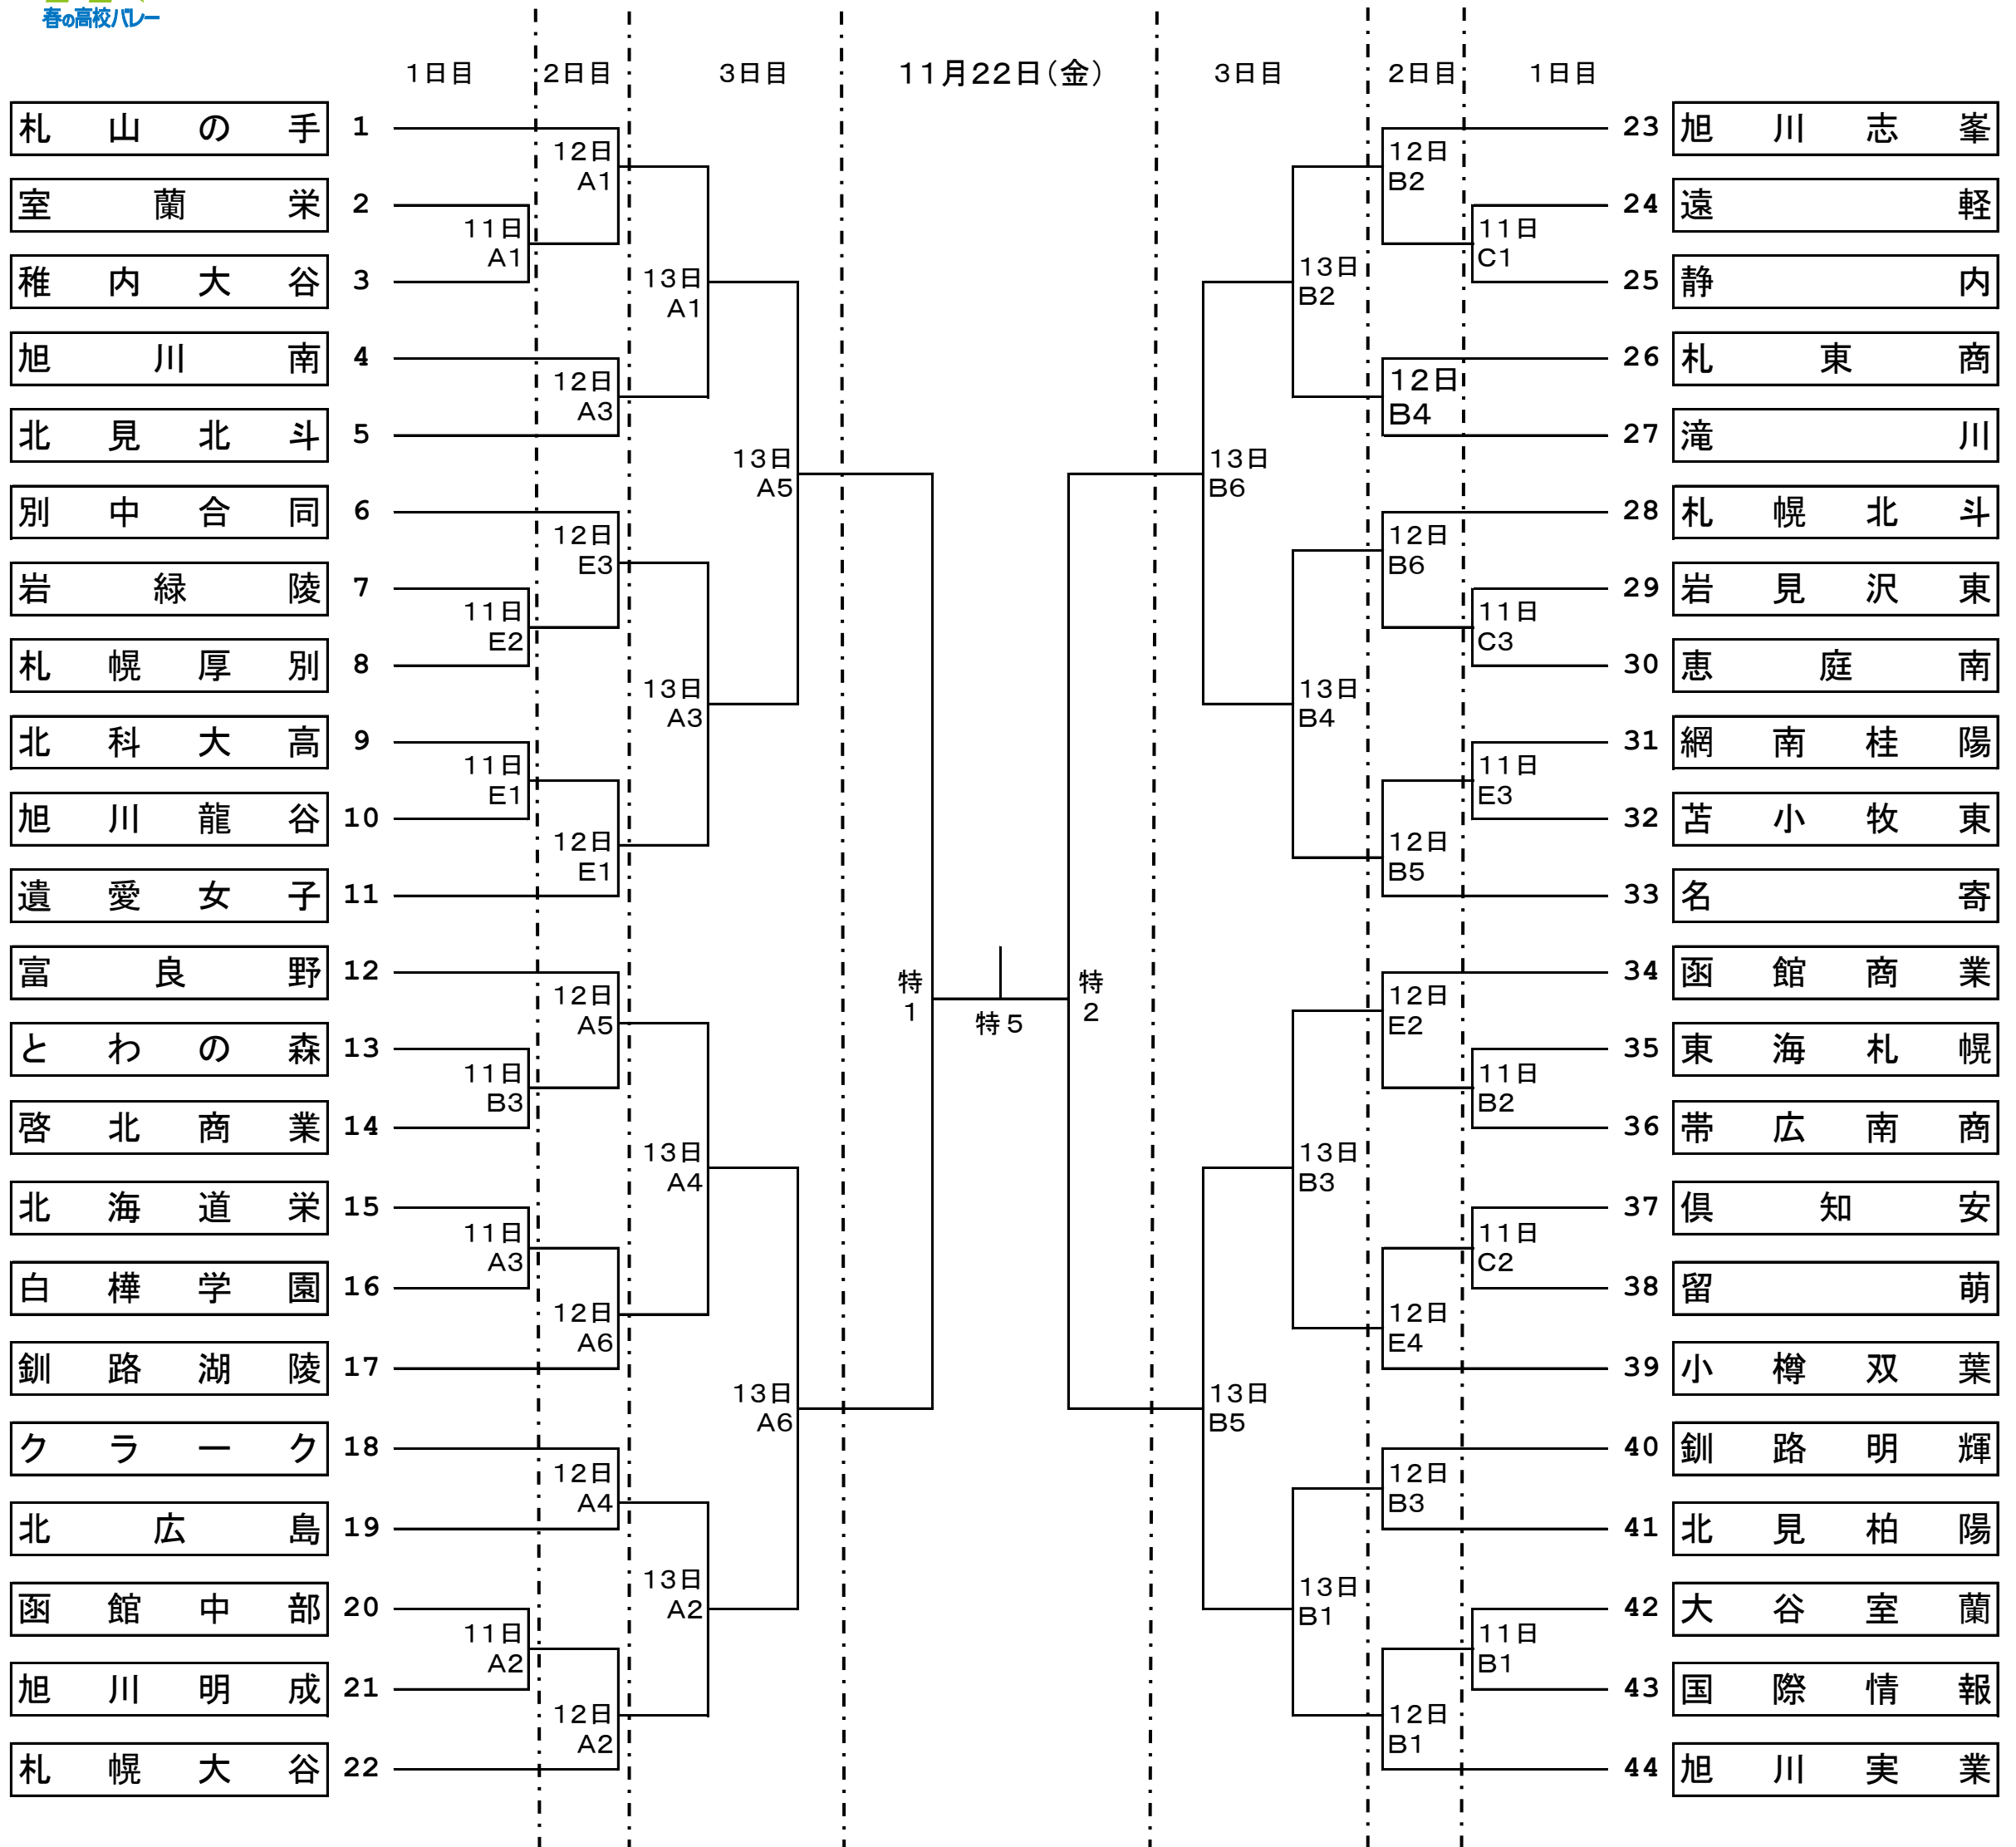 春の高校バレー
1日目 2日目 3日目 11月22日(金) 3日目 2日目 1日目
札山の手 1
室蘭栄 2
稚内大谷 3
旭川南 4
北見北斗 5
別中合同 6
岩緑陵 7
札幌厚別 8
北科大高 9
旭川龍谷 10
遺愛女子 11
富良野 12
とわの森 13
啓北商業 14
北海道栄 15
白樺学園 16
釧路湖陵 17
クラーク 18
北広島 19
函館中部 20
旭川明成 21
札幌大谷 22
11日
A1
11日
E2
11日
E1
11日
B3
11日
A3
11日
A2
12日
A1
12日
A3
12日
E3
12日
E1
12日
A5
12日
A6
12日
A4
12日
A2
13日
A1
13日
A3
13日
A4
13日
A2
13日
A5
13日
A6
特
1
特5
特
2
13日
B6
13日
B5
13日
B2
13日
B4
13日
B3
13日
B1
12日
B2
12日
B4
12日
B6
12日
B5
12日
E2
12日
E4
12日
B3
12日
B1
11日
C1
11日
C3
11日
E3
11日
B2
11日
C2
11日
B1
23 旭川志峯
24 遠軽
25 静内
26 札東商
27 滝川
28 札幌北斗
29 岩見沢東
30 恵庭南
31 網南桂陽
32 苫小牧東
33 名寄
34 函館商業
35 東海札幌
36 帯広南商
37 倶知安
38 留萌
39 小樽双葉
40 釧路明輝
41 北見柏陽
42 大谷室蘭
43 国際情報
44 旭川実業